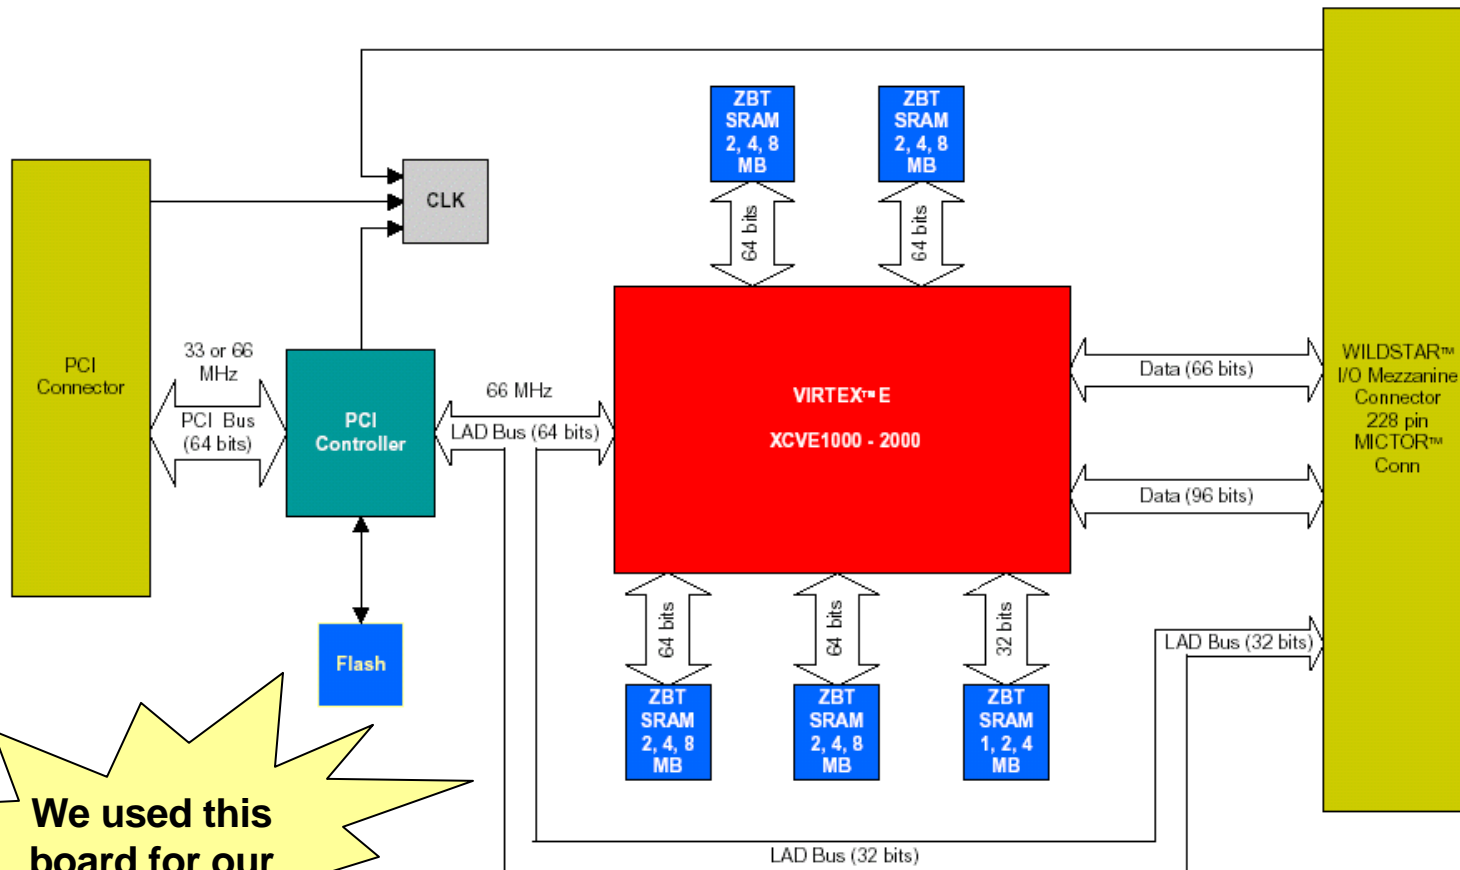 ZBT
SRAM
2, 4, 8
MB
ZBT
SRAM
2, 4, 8
MB
CLK
64 bits
64 bits
PCI
Connector
33 or 66
MHz
PCI Bus
(64 bits)
PCI
Controller
66 MHz
LAD Bus (64 bits)
VIRTEX™ E
XCVE1000 - 2000
Data (66 bits)
Data (96 bits)
WILDSTAR™
I/O Mezzanine
Connector
228 pin
MICTOR™
Conn
Flash
64 bits
64 bits
32 bits
ZBT
SRAM
2, 4, 8
MB
ZBT
SRAM
2, 4, 8
MB
ZBT
SRAM
1, 2, 4
MB
LAD Bus (32 bits)
LAD Bus (32 bits)
We used this
board for our